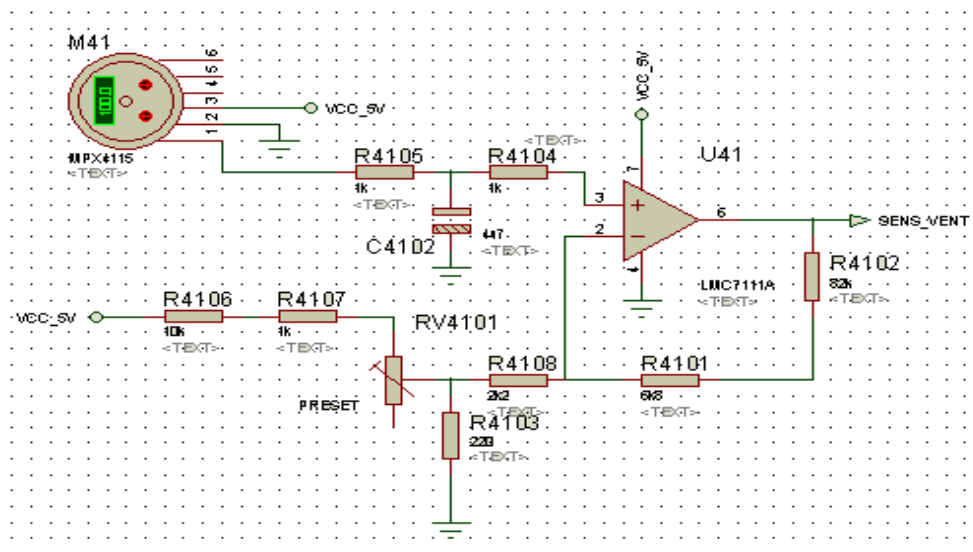 M41
6
5
4
3
2
1
VCC_5V
MPX4115
<TEXT>
VCC_5V
<TEXT>
R4105
1k
<TEXT>
R4104
1k
U41
7
3
2
6
4
SENS_VENT
C4102
4u7
<TEXT>
LMC7111A
<TEXT>
R4102
82k
<TEXT>
VCC_5V
R4106
10k
<TEXT>
R4107
1k
<TEXT>
RV4101
PRESET
R4108
2k2
<TEXT>
R4101
6k8
<TEXT>
R4103
<TEXT>